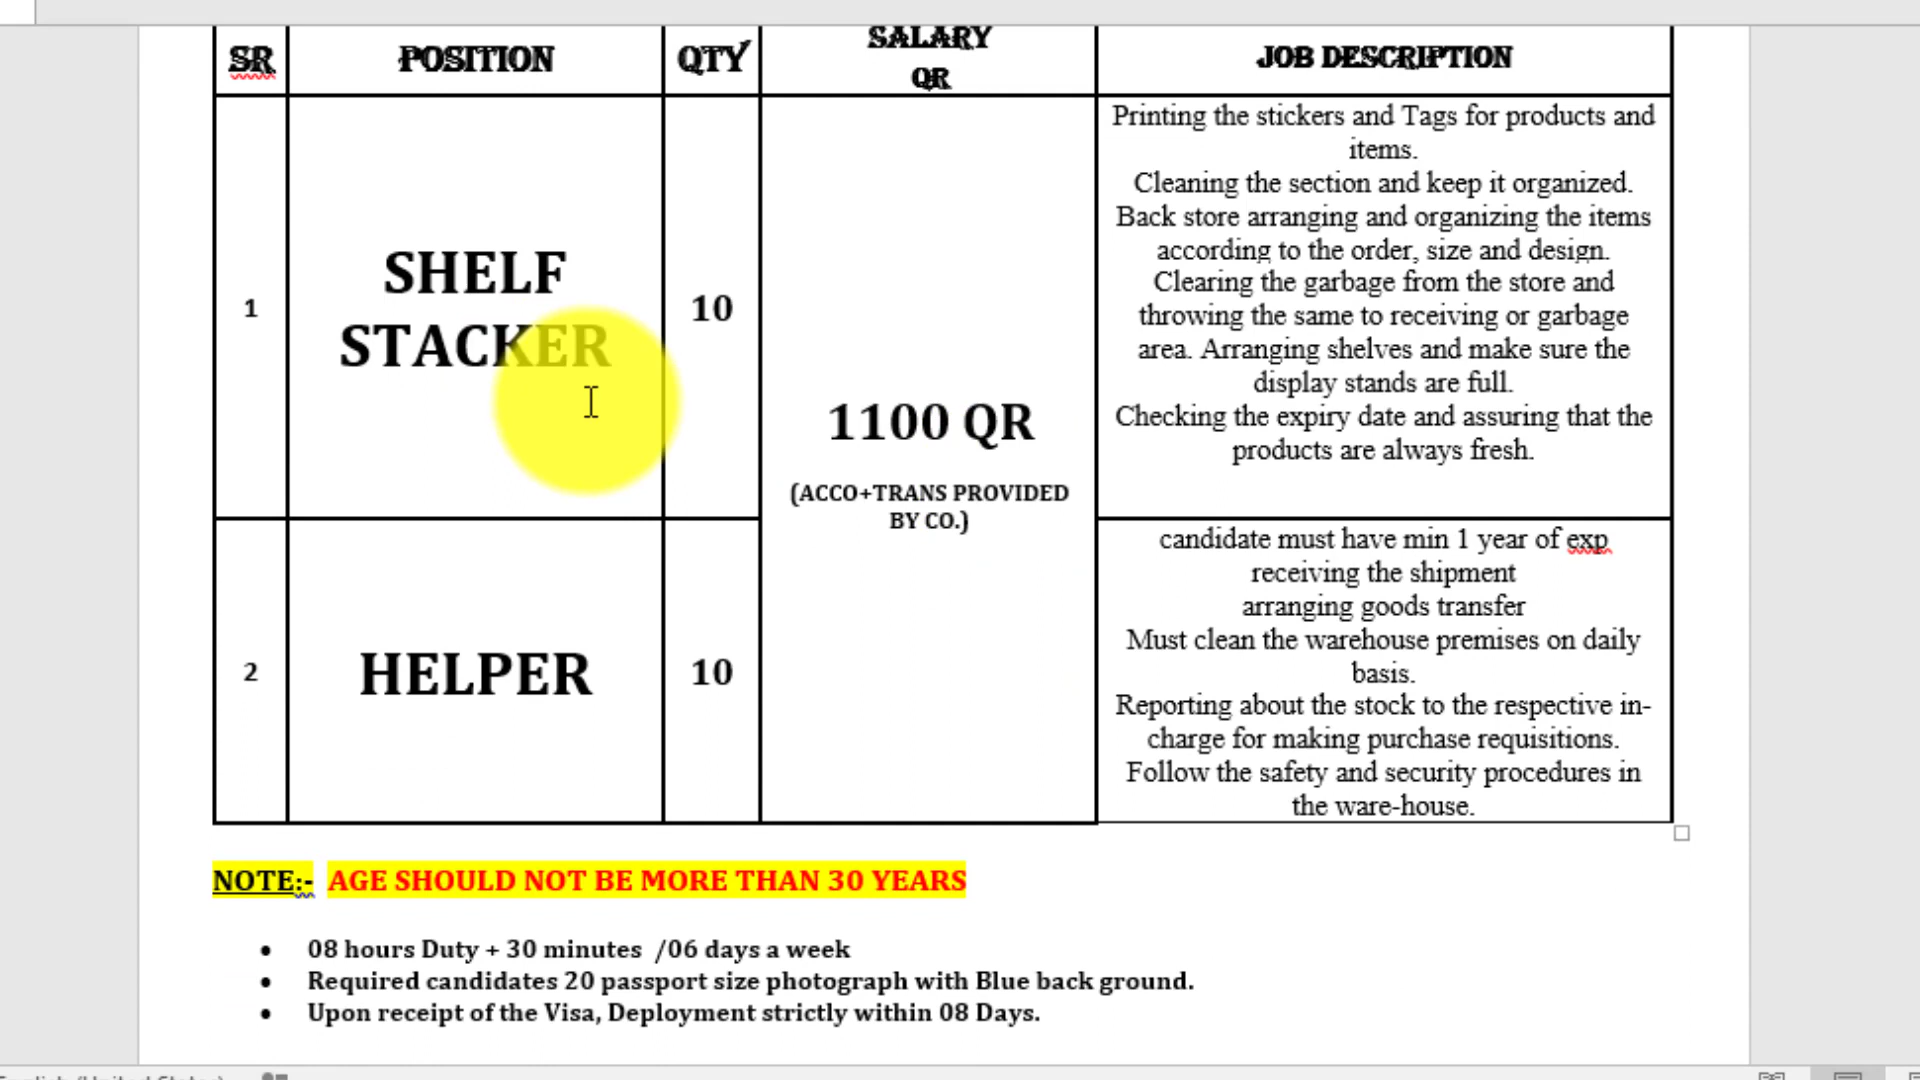 SR
POSITION
QTY
SALARY
QR
JOB DESCRIPTION
1
SHELF
STACKER
10
1100 QR
(ACCO+TRANS PROVIDED
BY CO.)
Printing the stickers and Tags for products and
items.
Cleaning the section and keep it organized.
Back store arranging and organizing the items
according to the order, size and design.
Clearing the garbage from the store and
throwing the same to receiving or garbage
area. Arranging shelves and make sure the
display stands are full.
Checking the expiry date and assuring that the
products are always fresh.
2
HELPER
10
candidate must have min 1 year of exp
receiving the shipment
arranging goods transfer
Must clean the warehouse premises on daily
basis.
Reporting about the stock to the respective in-
charge for making purchase requisitions.
Follow the safety and security procedures in
the ware-house.
NOTE:- AGE SHOULD NOT BE MORE THAN 30 YEARS
• 08 hours Duty + 30 minutes /06 days a week
• Required candidates 20 passport size photograph with Blue back ground.
• Upon receipt of the Visa, Deployment strictly within 08 Days.